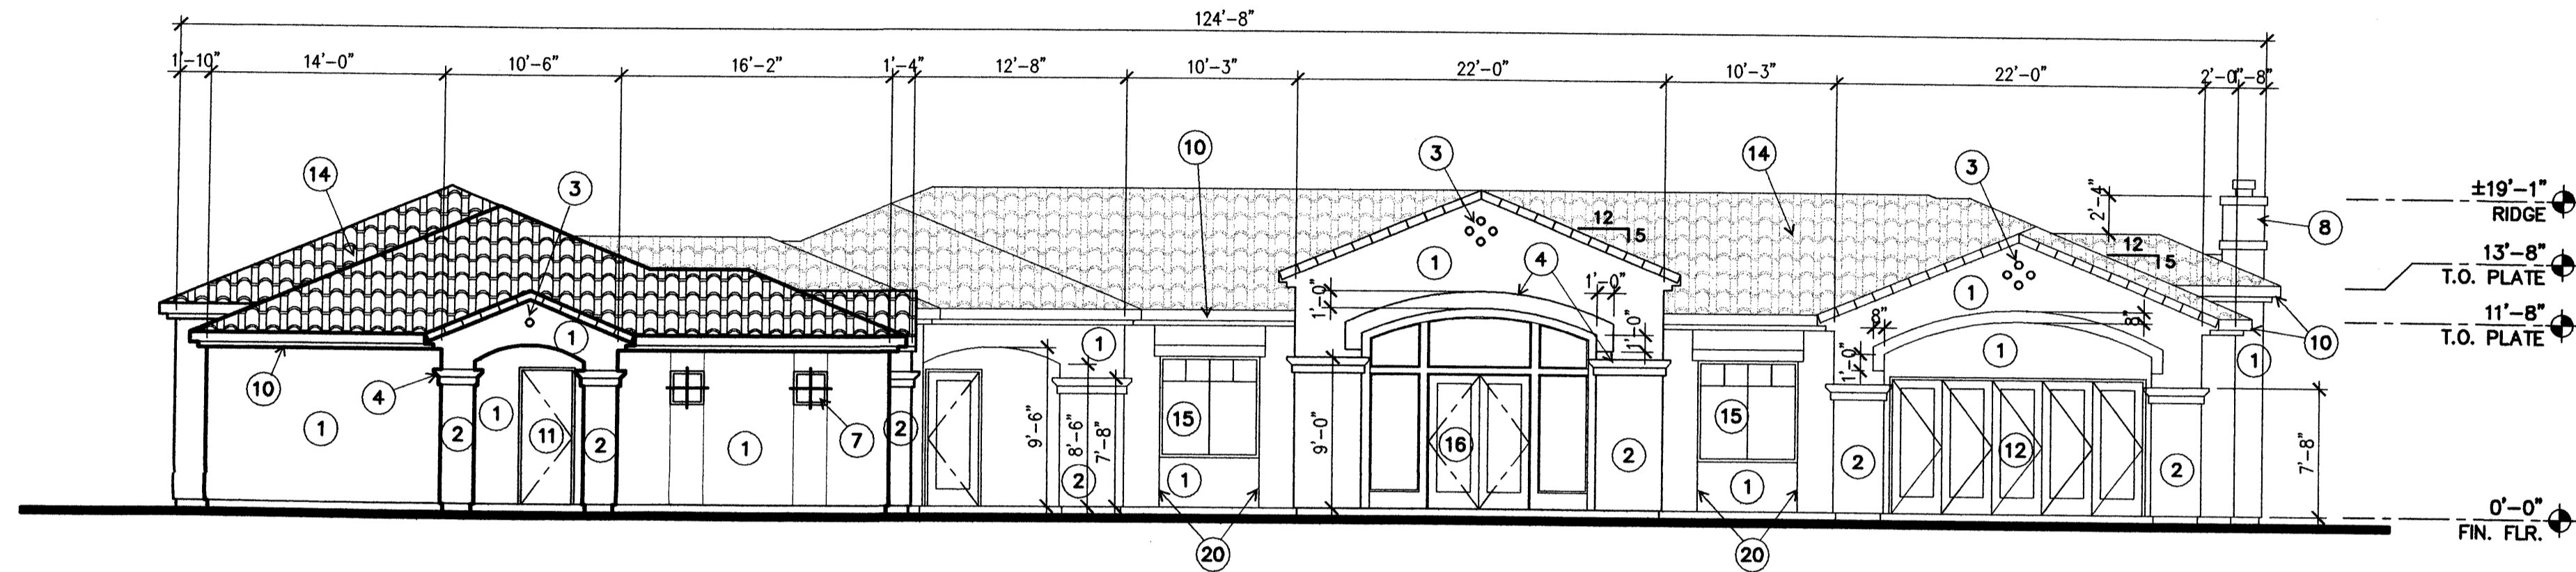 124'-8"
1'-10" 14'-0" 10'-6" 16'-2" 1'-4" 12'-8" 10'-3" 22'-0" 10'-3" 22'-0" 2'-0" 1'-8"
14 3 10 3 14 3 8
2'-4"
±19'-1"
RIDGE
12
5
12
5
13'-8"
T.O. PLATE
11'-8"
T.O. PLATE
1 4 1
1'-0" 1'-0" 1'-0"
8" 8" 1'-0"
1 1 1 1 10
10 4 7
1 2 1 11 2 1 2
9'-6" 8'-6" 7'-8"
2 15 1
9'-0"
16 2 15 1 2 12 2
7'-8"
20 20
0'-0"
FIN. FLR.